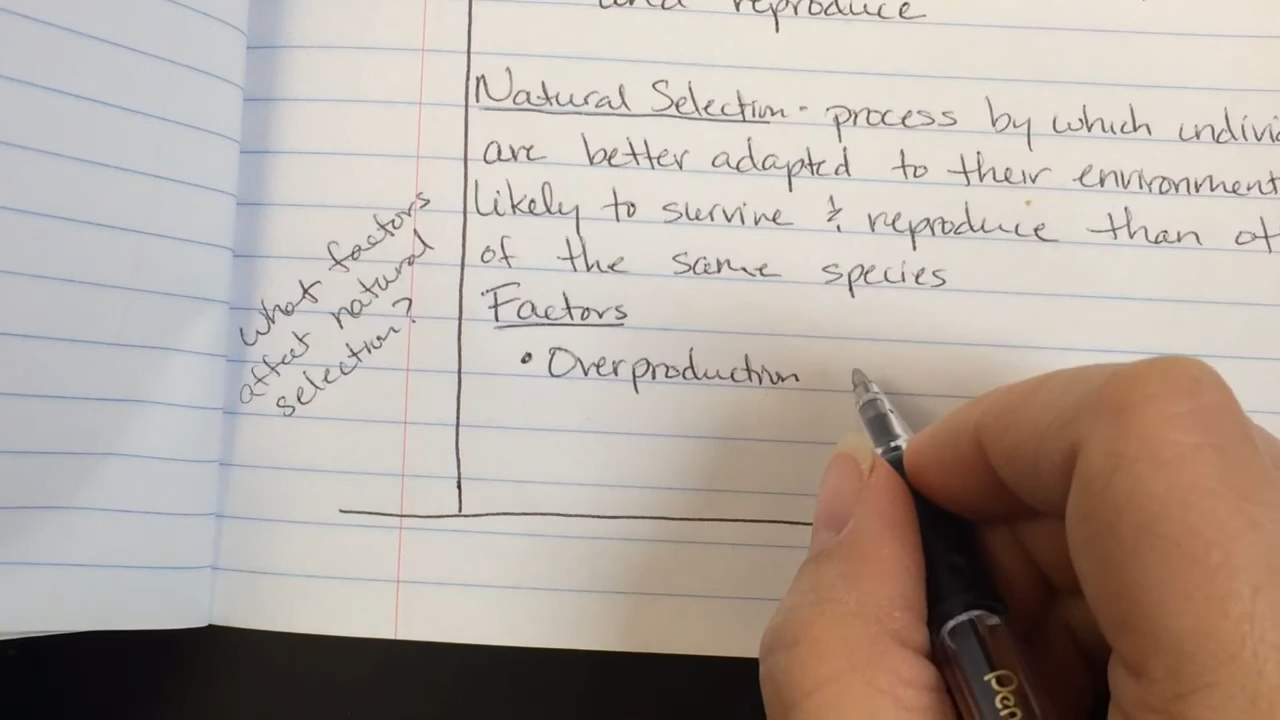 and reproduce
Natural Selection - process by which indivi
are better adapted to their environment
likely to survive & reproduce than ot
of the same species
Factors
• Overproduction
What factors
affect natural
selection?
Pen